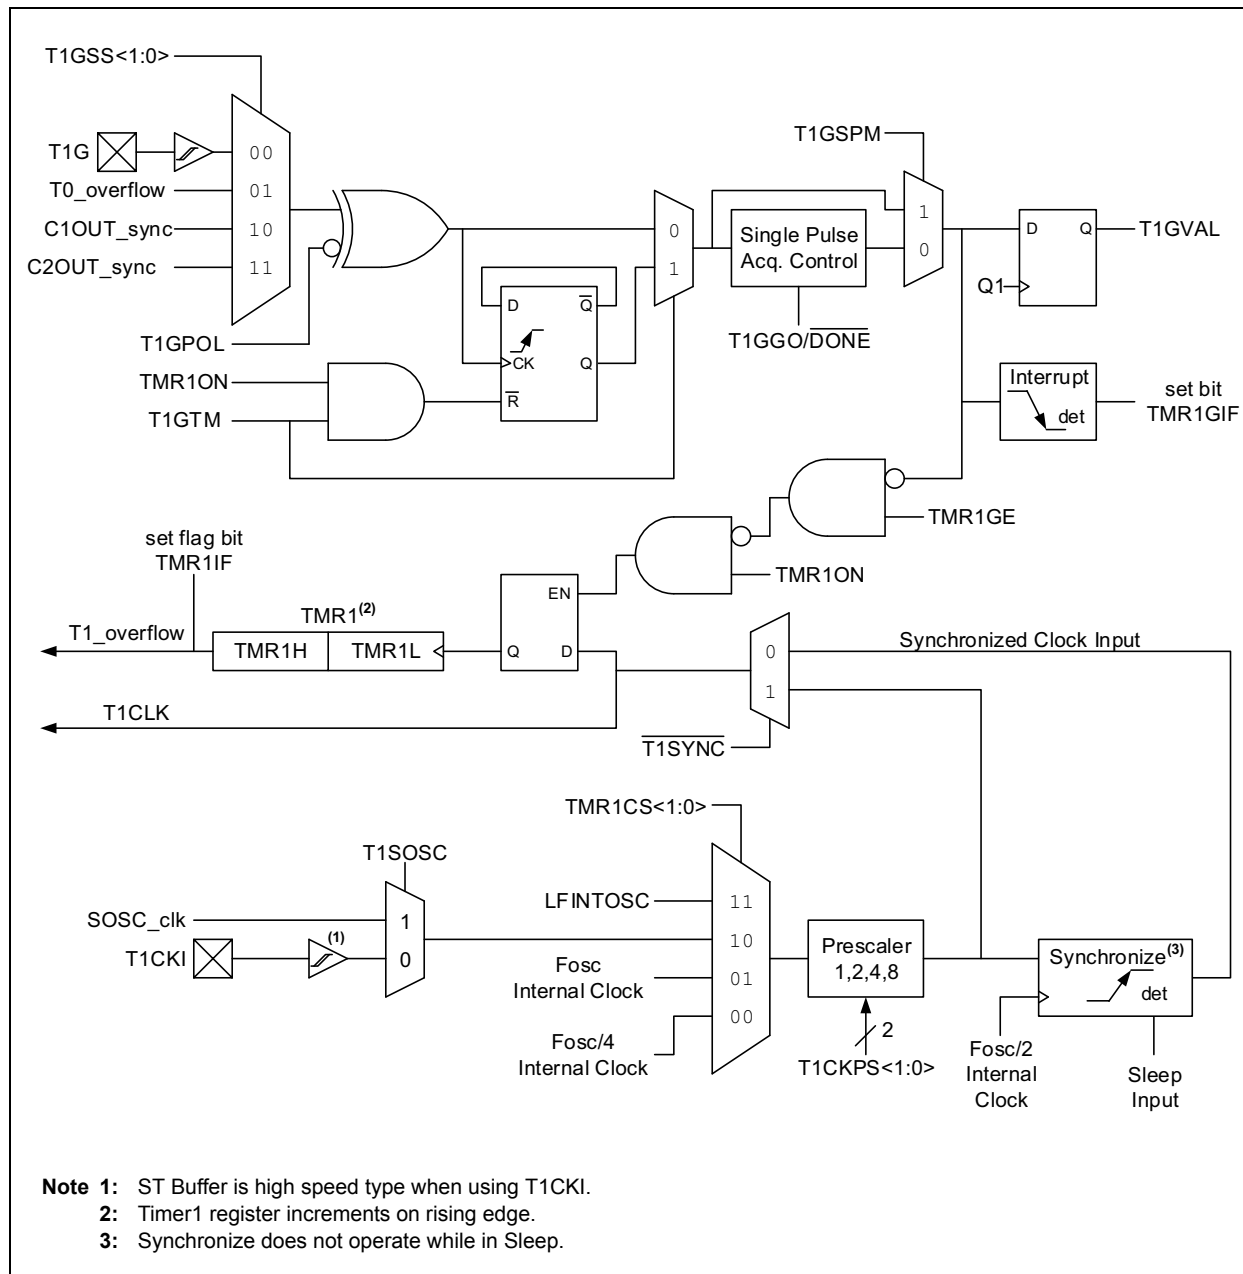 T1GSS<1:0>
T1G
00
T0_overflow
01
C1OUT_sync
10
C2OUT_sync
11
T1GPOL
TMR1ON
T1GTM
D
Q
CK
Q
R
0
1
T1GSPM
Single Pulse
Acq. Control
T1GGO/DONE
1
0
D
Q
T1GVAL
Q1
Interrupt
det
set bit
TMR1GIF
TMR1GE
TMR1ON
set flag bit
TMR1IF
TMR1(2)
T1_overflow
TMR1H
TMR1L
EN
Q
D
T1CLK
0
1
Synchronized Clock Input
T1SYNC
TMR1CS<1:0>
T1SOSC
SOSC_clk
1
T1CKI
(1)
0
LFINTOSC
11
10
Fosc
Internal Clock
01
00
Fosc/4
Internal Clock
Prescaler
1,2,4,8
2
T1CKPS<1:0>
Synchronize(3)
det
Fosc/2
Internal
Clock
Sleep
Input
Note 1: ST Buffer is high speed type when using T1CKI.
2: Timer1 register increments on rising edge.
3: Synchronize does not operate while in Sleep.